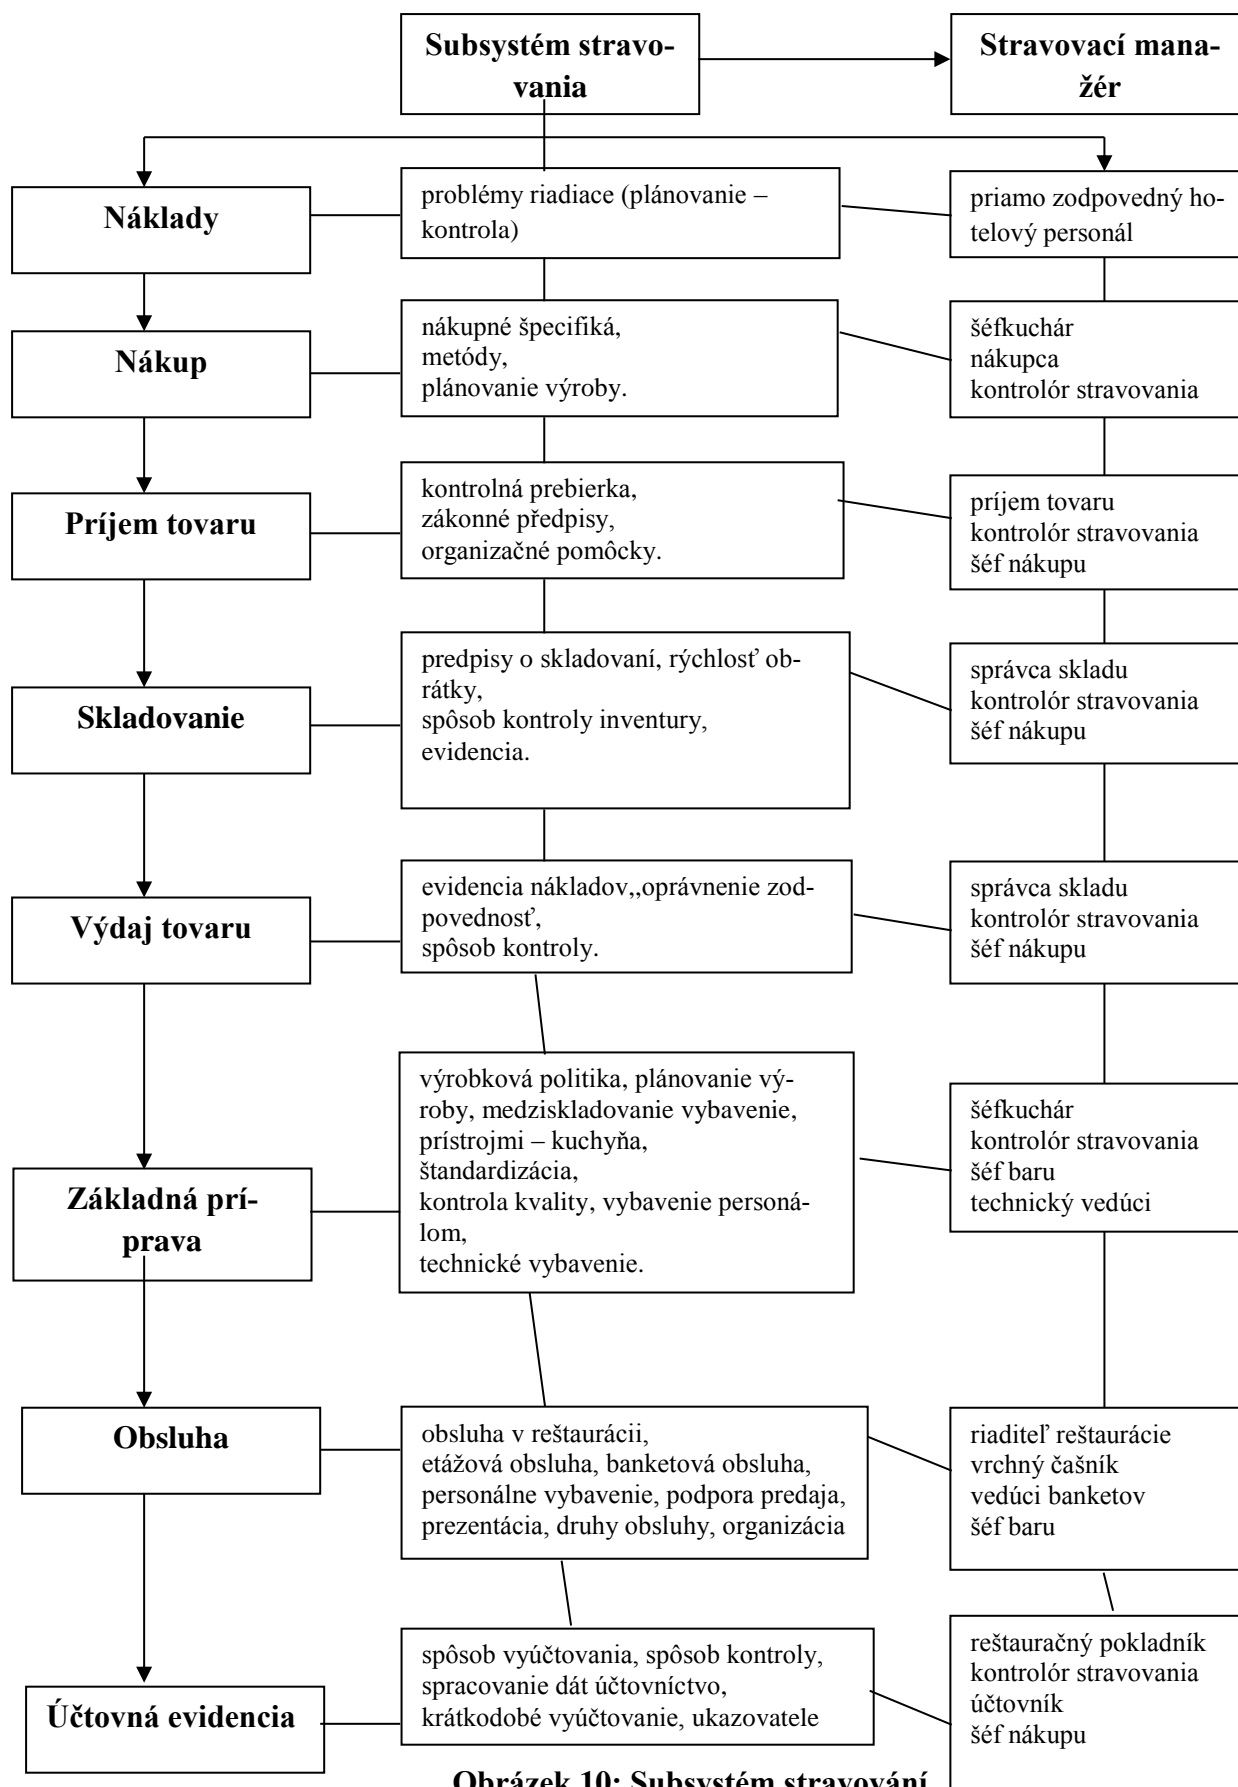 Subsystém stravo-
vania
Stravovací mana-
žér
Náklady
problémy riadiace (plánovanie –
kontrola)
priamo zodpovedný ho-
telový personál
Nákup
nákupné špecifiká,
metódy,
plánovanie výroby.
šéfkuchár
nákupca
kontrolór stravovania
Príjem tovaru
kontrolná prebierka,
zákonné předpisy,
organizačné pomôcky.
príjem tovaru
kontrolór stravovania
šéf nákupu
Skladovanie
predpisy o skladovaní, rýchlosť ob-
rátky,
spôsob kontroly inventury,
evidencia.
správca skladu
kontrolór stravovania
šéf nákupu
Výdaj tovaru
evidencia nákladov,,oprávnenie zod-
povednosť,
spôsob kontroly.
správca skladu
kontrolór stravovania
šéf nákupu
Základná prí-
prava
výrobková politika, plánovanie vý-
roby, medziskladovanie vybavenie,
prístrojmi – kuchyňa,
štandardizácia,
kontrola kvality, vybavenie personá-
lom,
technické vybavenie.
šéfkuchár
kontrolór stravovania
šéf baru
technický vedúci
Obsluha
obsluha v reštaurácii,
etážová obsluha, banketová obsluha,
personálne vybavenie, podpora predaja,
prezentácia, druhy obsluhy, organizácia
riaditeľ reštaurácie
vrchný čašník
vedúci banketov
šéf baru
Účtovná evidencia
spôsob vyúčtovania, spôsob kontroly,
spracovanie dát účtovníctvo,
krátkodobé vyúčtovanie, ukazovatele
reštauračný pokladník
kontrolór stravovania
účtovník
šéf nákupu
Obrázek 10: Subsystém stravování